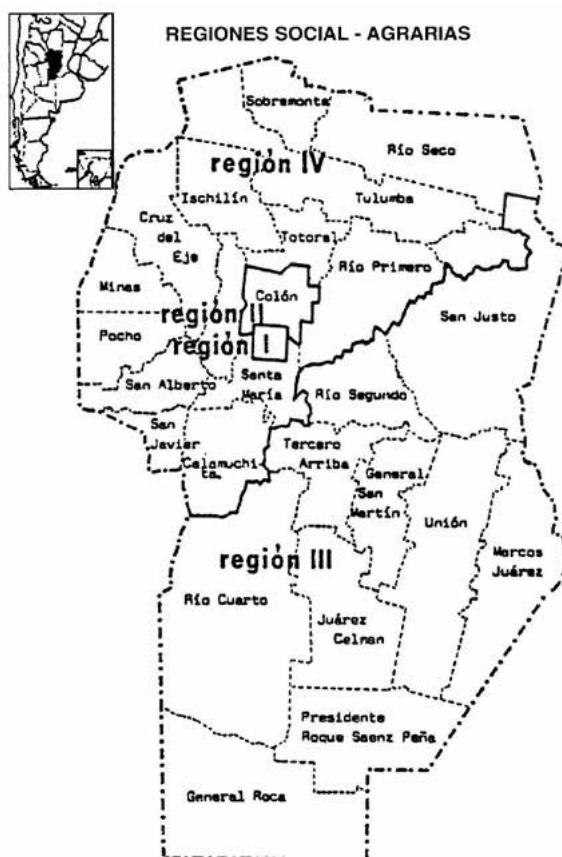 REGIONES SOCIAL - AGRARIAS
Sobremonte
Río Seco
región IV
Ischilín
Tulumba
Cruz
del
Eje
Totoral
Río Primero
Minas
Colón
San Justo
región II
Pocho
región I
San Alberto
Santa
María
Río Segundo
San
Javier
Tercero
Arriba
Calamuchi
ta
General
San
Martín
Unión
Marcos
Juárez
región III
Río Cuarto
Juárez
Celman
Presidente
Roque Saenz Peña
General Roca